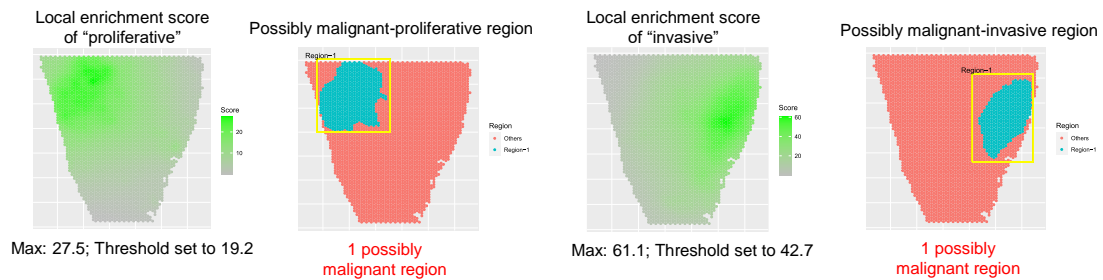 Local enrichment score
of “proliferative”
Score
20
10
Max: 27.5; Threshold set to 19.2
Possibly malignant-proliferative region
Region−1
Region
Others
Region−1
1 possibly
malignant region
Local enrichment score
of “invasive”
Score
60
40
20
Max: 61.1; Threshold set to 42.7
Possibly malignant-invasive region
Region−1
Region
Others
Region−1
1 possibly
malignant region